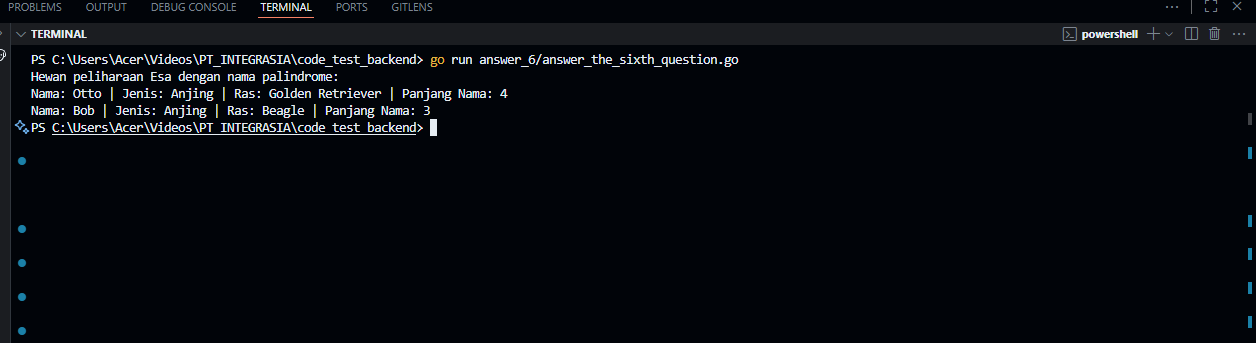 PROBLEMS OUTPUT DEBUG CONSOLE TERMINAL PORTS GITLENS
TERMINAL powershell
PS C:\Users\Acer\Videos\PT_INTEGRASIA\code_test_backend> go run answer_6/answer_the_sixth_question.go
Hewan peliharaan Esa dengan nama palindrome:
Nama: Otto | Jenis: Anjing | Ras: Golden Retriever | Panjang Nama: 4
Nama: Bob | Jenis: Anjing | Ras: Beagle | Panjang Nama: 3
PS C:\Users\Acer\Videos\PT_INTEGRASIA\code_test_backend>